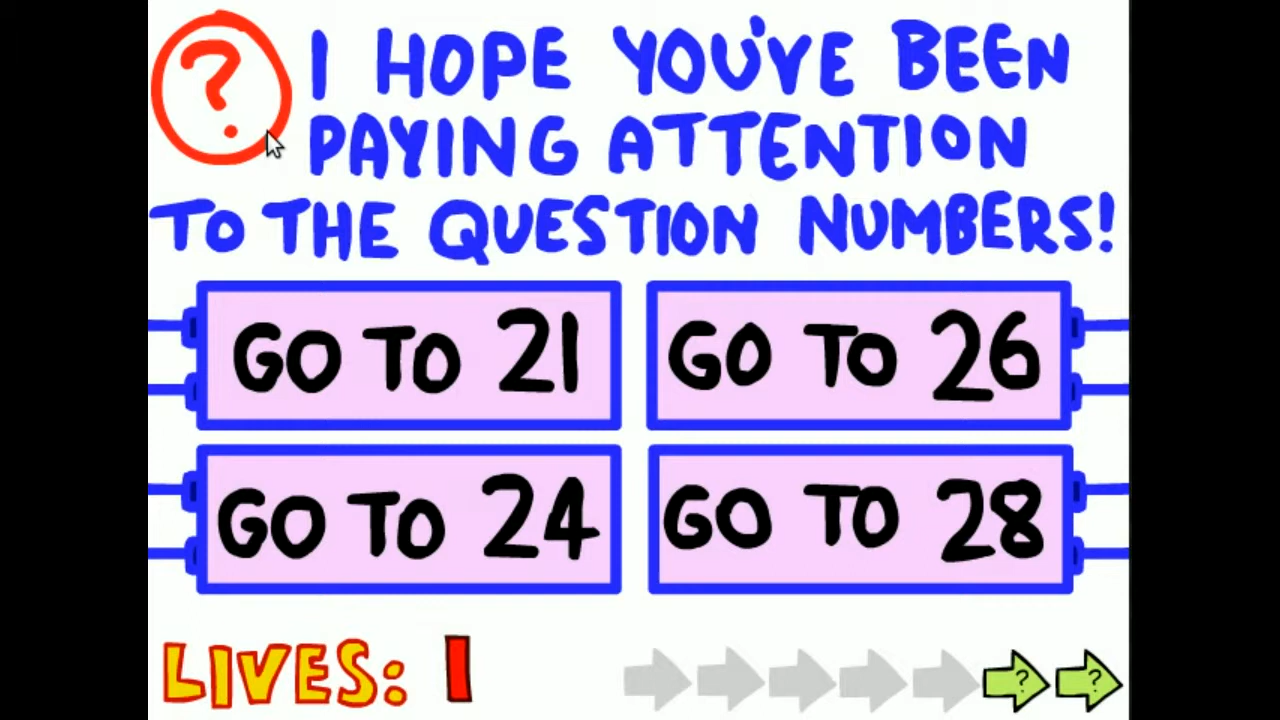 ?
I HOPE YOU'VE BEEN
PAYING ATTENTION
TO THE QUESTION NUMBERS!
GO TO 21
GO TO 26
GO TO 24
GO TO 28
LIVES: 1
? ?